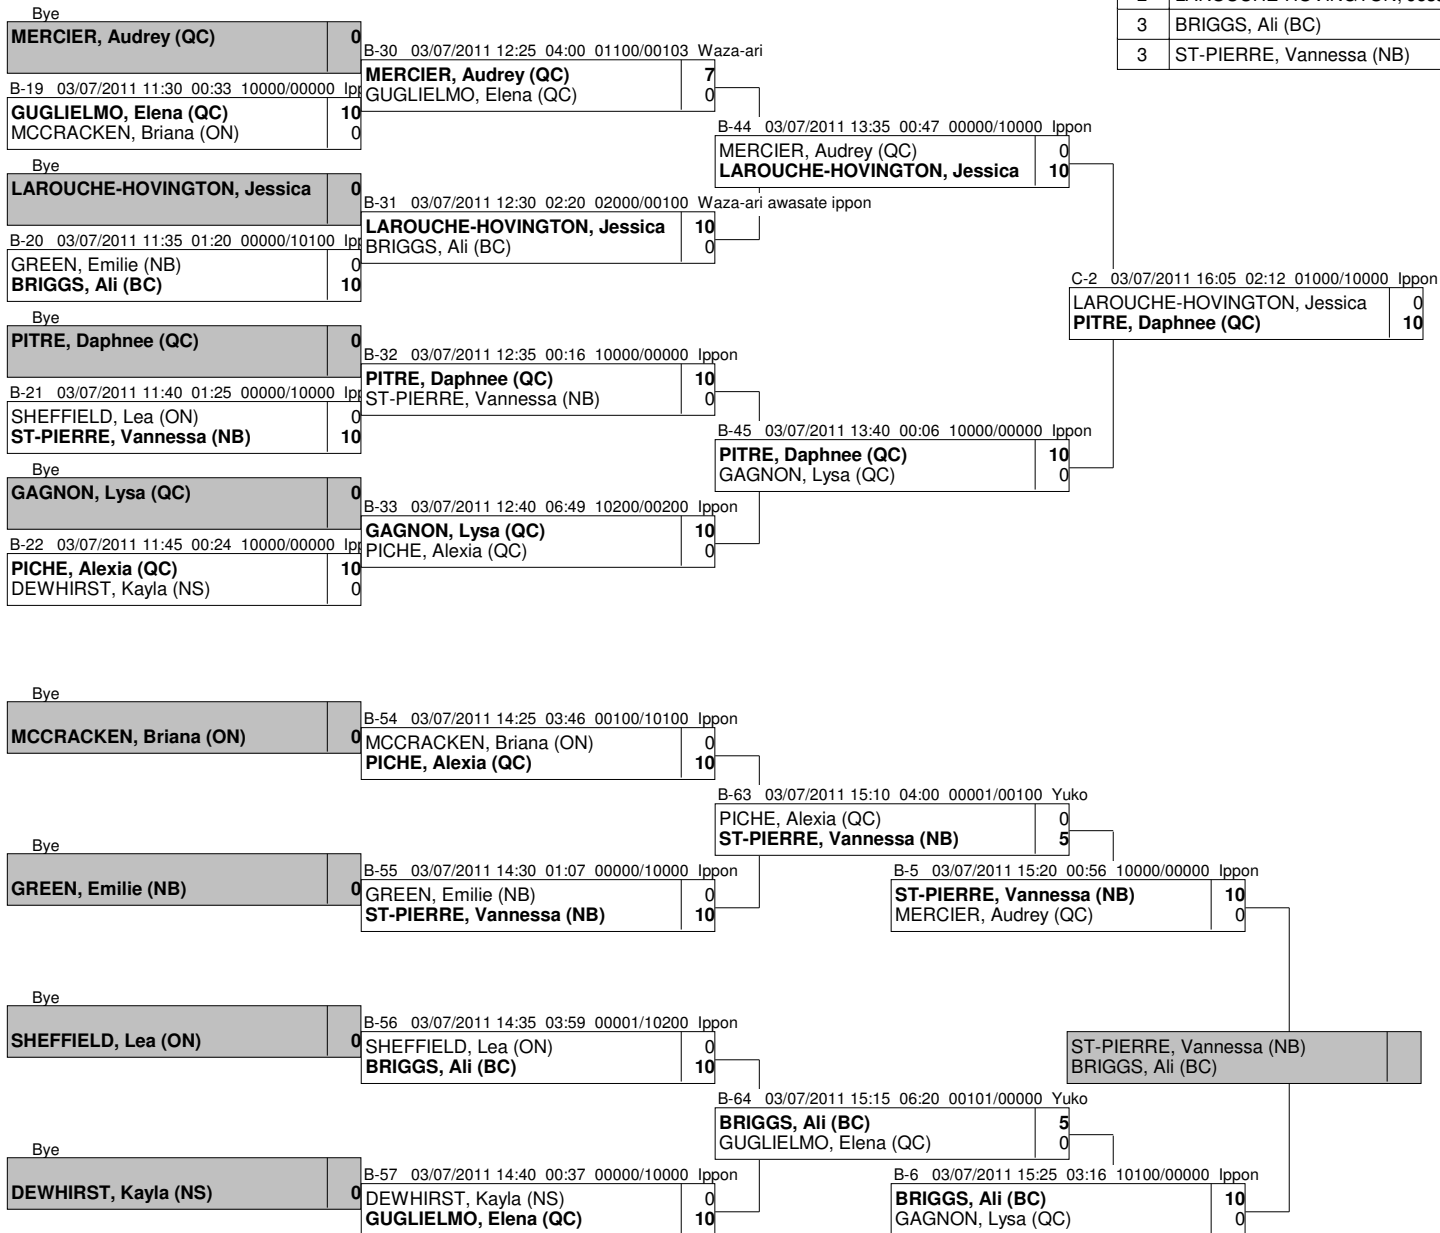 2 LAROUCHE-HOVINGTON, Jess
3 BRIGGS, Ali (BC)
3 ST-PIERRE, Vannessa (NB)
Bye
MERCIER, Audrey (QC) 0
B-19 03/07/2011 11:30 00:33 10000/00000 Ipp
GUGLIELMO, Elena (QC) 10
MCCRACKEN, Briana (ON) 0
Bye
LAROUCHE-HOVINGTON, Jessica 0
B-20 03/07/2011 11:35 01:20 00000/10100 Ipp
GREEN, Emilie (NB) 0
BRIGGS, Ali (BC) 10
Bye
PITRE, Daphnee (QC) 0
B-21 03/07/2011 11:40 01:25 00000/10000 Ipp
SHEFFIELD, Lea (ON) 0
ST-PIERRE, Vannessa (NB) 10
Bye
GAGNON, Lysa (QC) 0
B-22 03/07/2011 11:45 00:24 10000/00000 Ipp
PICHE, Alexia (QC) 10
DEWHIRST, Kayla (NS) 0
B-30 03/07/2011 12:25 04:00 01100/00103 Waza-ari
MERCIER, Audrey (QC) 7
GUGLIELMO, Elena (QC) 0
B-31 03/07/2011 12:30 02:20 02000/00100 Waza-ari awasate ippon
LAROUCHE-HOVINGTON, Jessica 10
BRIGGS, Ali (BC) 0
B-32 03/07/2011 12:35 00:16 10000/00000 Ippon
PITRE, Daphnee (QC) 10
ST-PIERRE, Vannessa (NB) 0
B-33 03/07/2011 12:40 06:49 10200/00200 Ippon
GAGNON, Lysa (QC) 10
PICHE, Alexia (QC) 0
B-44 03/07/2011 13:35 00:47 00000/10000 Ippon
MERCIER, Audrey (QC) 0
LAROUCHE-HOVINGTON, Jessica 10
B-45 03/07/2011 13:40 00:06 10000/00000 Ippon
PITRE, Daphnee (QC) 10
GAGNON, Lysa (QC) 0
C-2 03/07/2011 16:05 02:12 01000/10000 Ippon
LAROUCHE-HOVINGTON, Jessica 0
PITRE, Daphnee (QC) 10
Bye
MCCRACKEN, Briana (ON) 0
Bye
GREEN, Emilie (NB) 0
Bye
SHEFFIELD, Lea (ON) 0
Bye
DEWHIRST, Kayla (NS) 0
B-54 03/07/2011 14:25 03:46 00100/10100 Ippon
MCCRACKEN, Briana (ON) 0
PICHE, Alexia (QC) 10
B-55 03/07/2011 14:30 01:07 00000/10000 Ippon
GREEN, Emilie (NB) 0
ST-PIERRE, Vannessa (NB) 10
B-56 03/07/2011 14:35 03:59 00001/10200 Ippon
SHEFFIELD, Lea (ON) 0
BRIGGS, Ali (BC) 10
B-57 03/07/2011 14:40 00:37 00000/10000 Ippon
DEWHIRST, Kayla (NS) 0
GUGLIELMO, Elena (QC) 10
B-63 03/07/2011 15:10 04:00 00001/00100 Yuko
PICHE, Alexia (QC) 0
ST-PIERRE, Vannessa (NB) 5
B-64 03/07/2011 15:15 06:20 00101/00000 Yuko
BRIGGS, Ali (BC) 5
GUGLIELMO, Elena (QC) 0
B-5 03/07/2011 15:20 00:56 10000/00000 Ippon
ST-PIERRE, Vannessa (NB) 10
MERCIER, Audrey (QC) 0
B-6 03/07/2011 15:25 03:16 10100/00000 Ippon
BRIGGS, Ali (BC) 10
GAGNON, Lysa (QC) 0
ST-PIERRE, Vannessa (NB)
BRIGGS, Ali (BC)